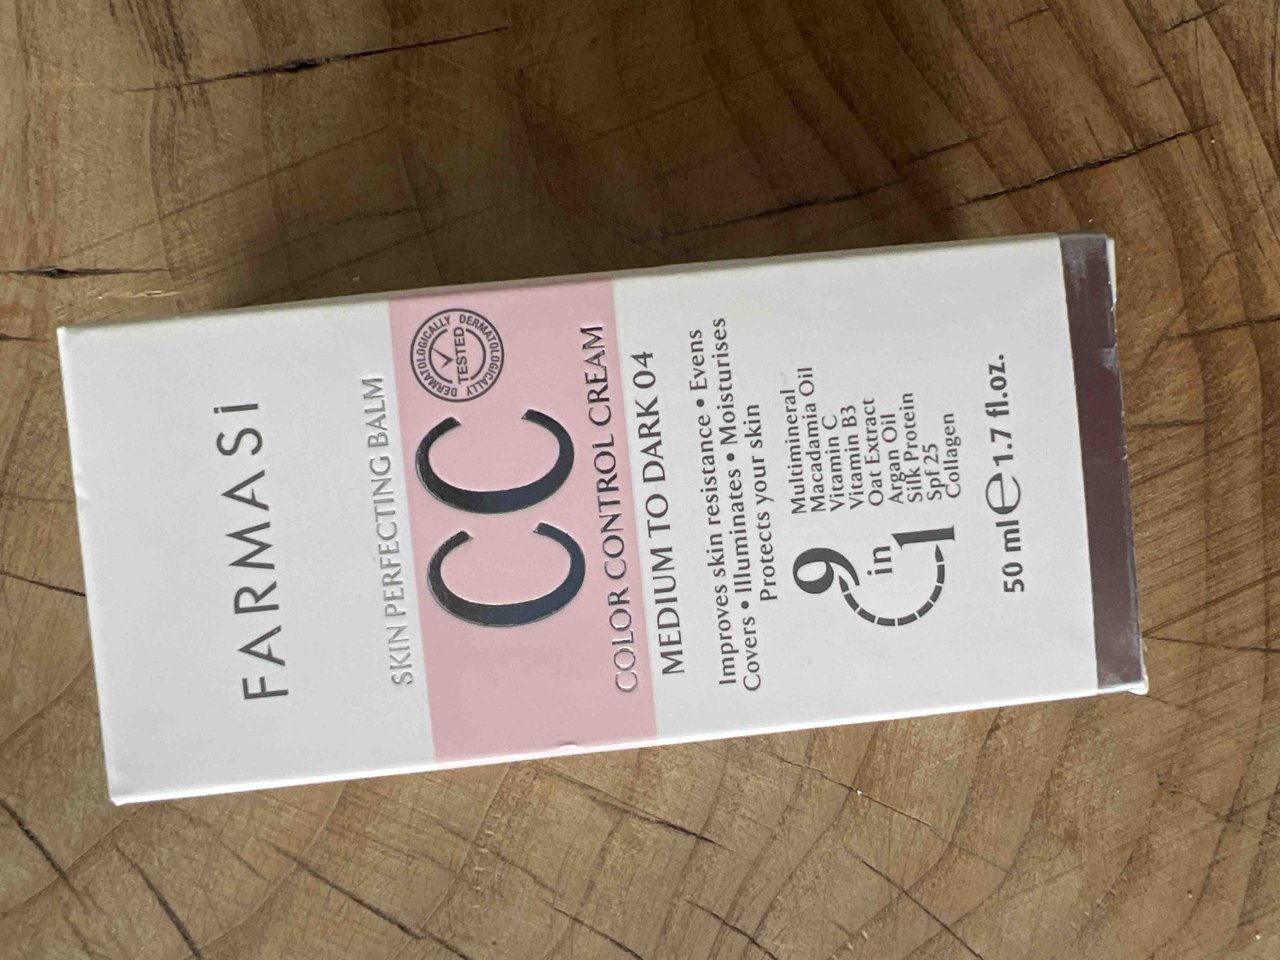 FARMASİ
SKIN PERFECTING BALM
CC
DERMATOLOGICALLY
TESTED
DERMATOLOGICALLY
COLOR CONTROL CREAM
MEDIUM TO DARK 04
Improves skin resistance • Evens
Covers • Illuminates • Moisturises
Protects your skin
9
in
1
Multimineral
Macadamia Oil
Vitamin C
Vitamin B3
Oat Extract
Argan Oil
Silk Protein
Spf 25
Collagen
50 ml ℮ 1.7 fl.oz.